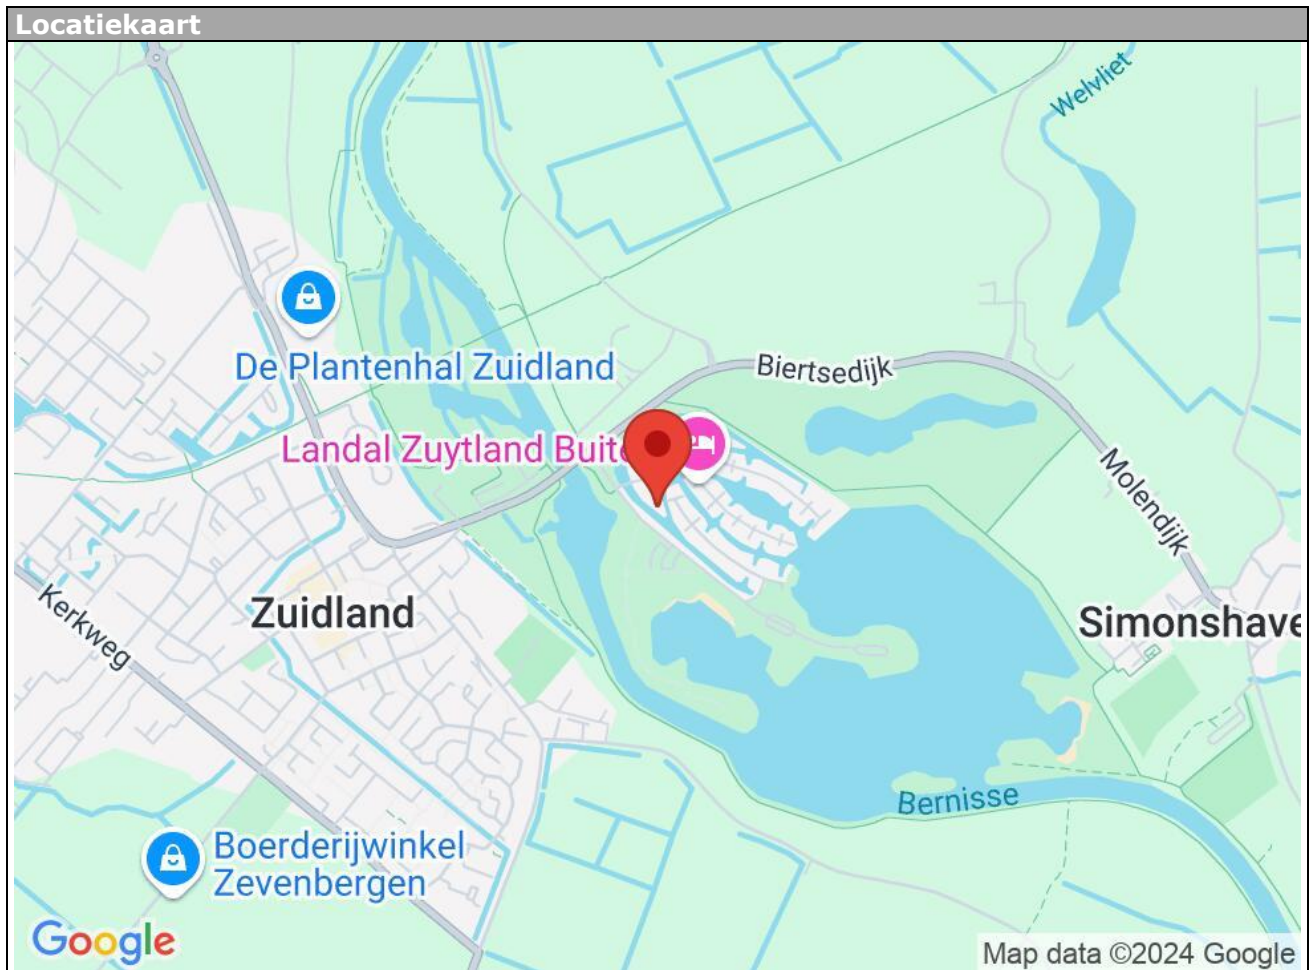 Locatiekaart
Welvliet
De Plantenhal Zuidland
Biertsedijk
Landal Zuytland Buite
Molendijk
Kerkweg
Zuidland
Simonshave
Bernisse
Boerderijwinkel
Zevenbergen
Google
Map data ©2024 Google